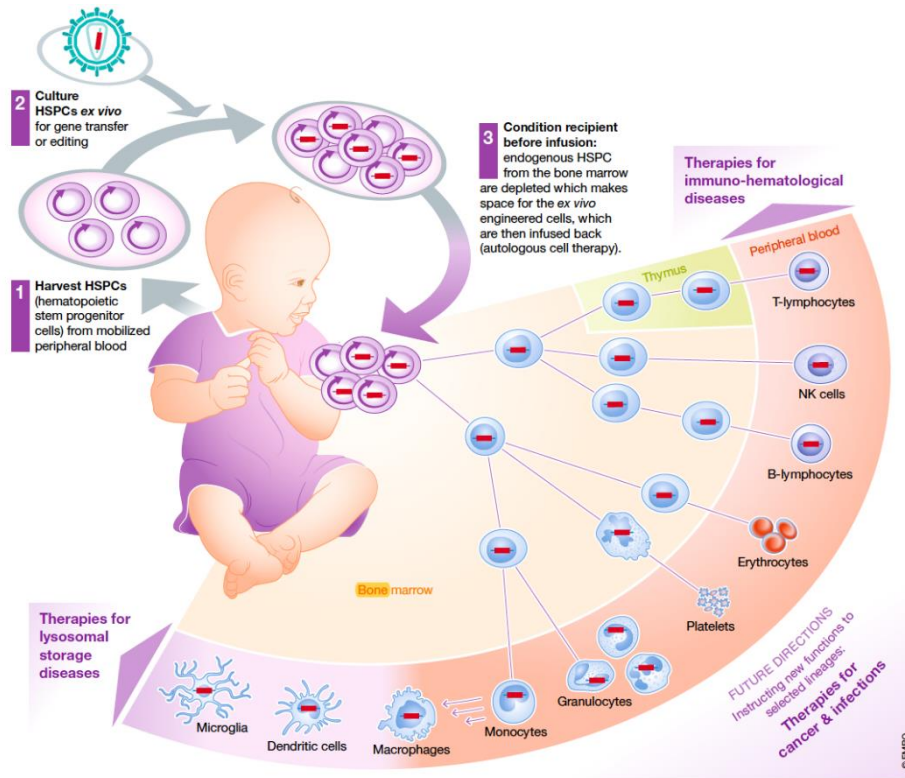 2
Culture
HSPCs ex vivo
for gene transfer
or editing
1
Harvest HSPCs
(hematopoietic
stem progenitor
cells) from mobilized
peripheral blood
3
Condition recipient
before infusion:
endogenous HSPC
from the bone marrow
are depleted which makes
space for the ex vivo
engineered cells, which
are then infused back
(autologous cell therapy).
Therapies for
immuno-hematological
diseases
Peripheral blood
Thymus
T-lymphocytes
NK cells
B-lymphocytes
Erythrocytes
Platelets
Granulocytes
Monocytes
Macrophages
Dendritic cells
Microglia
Bone marrow
Therapies for
lysosomal
storage
diseases
FUTURE DIRECTIONS
Instructing new functions to
selected lineages:
Therapies for
cancer & infections
© EMBO